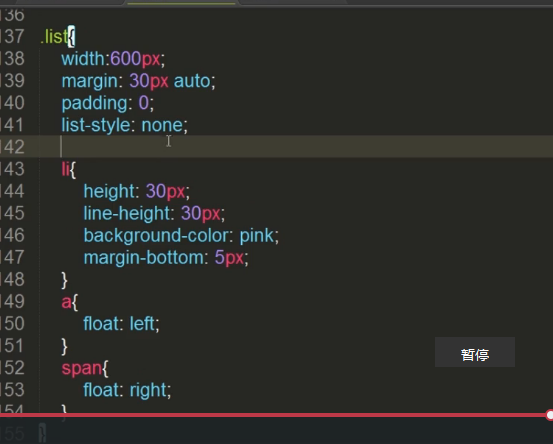 136
137 .list{
138 width:600px;
139 margin: 30px auto;
140 padding: 0;
141 list-style: none;
142
143 li{
144 height: 30px;
145 line-height: 30px;
146 background-color: pink;
147 margin-bottom: 5px;
148 }
149 a{
150 float: left;
151 }
152 span{
153 float: right;
154 }
155 }
暂停